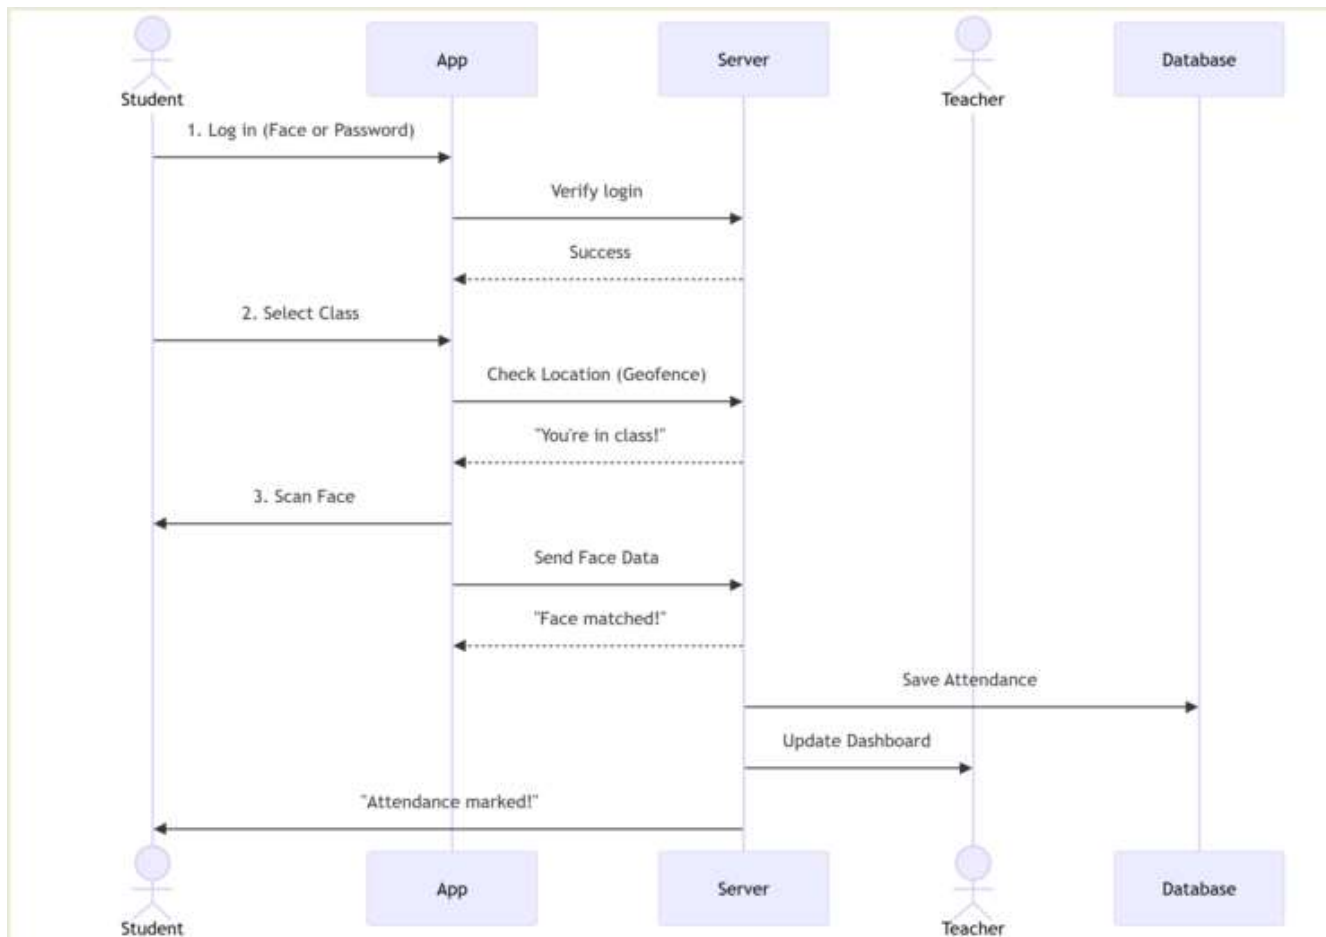 App
Server
Database
Student
Teacher
1. Log in (Face or Password)
Verify login
Success
2. Select Class
Check Location (Geofence)
"You're in class!"
3. Scan Face
Send Face Data
"Face matched!"
Save Attendance
Update Dashboard
"Attendance marked!"
App
Server
Database
Student
Teacher